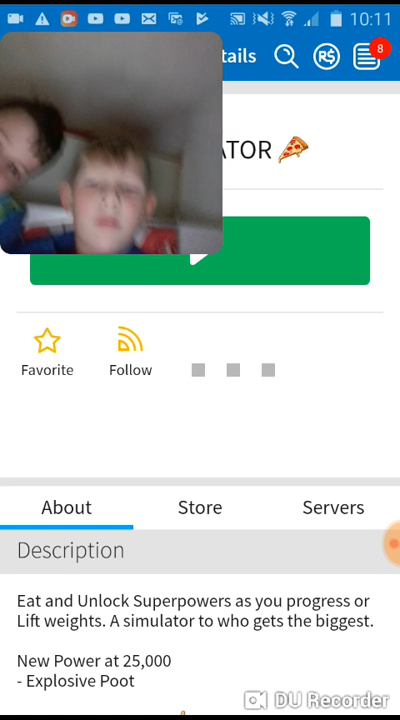 10:11
tails
R$
8
ATOR
Favorite
Follow
About Store Servers
Description
Eat and Unlock Superpowers as you progress or
Lift weights. A simulator to who gets the biggest.
New Power at 25,000
- Explosive Poot
DU Recorder